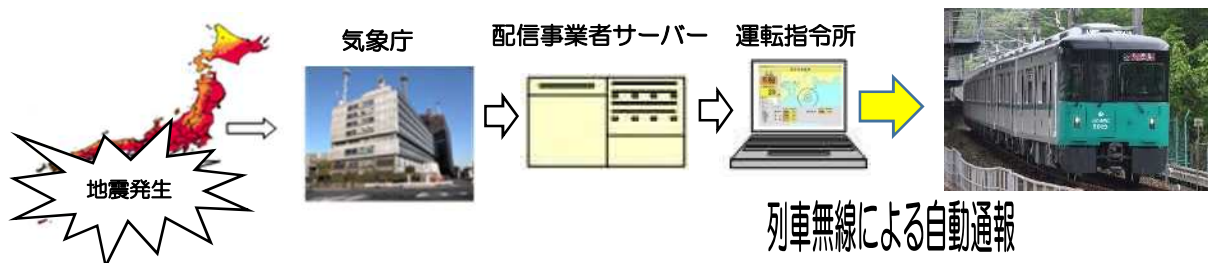 気象庁
配信事業者サーバー
運転指令所
地震発生
列車無線による自動通報